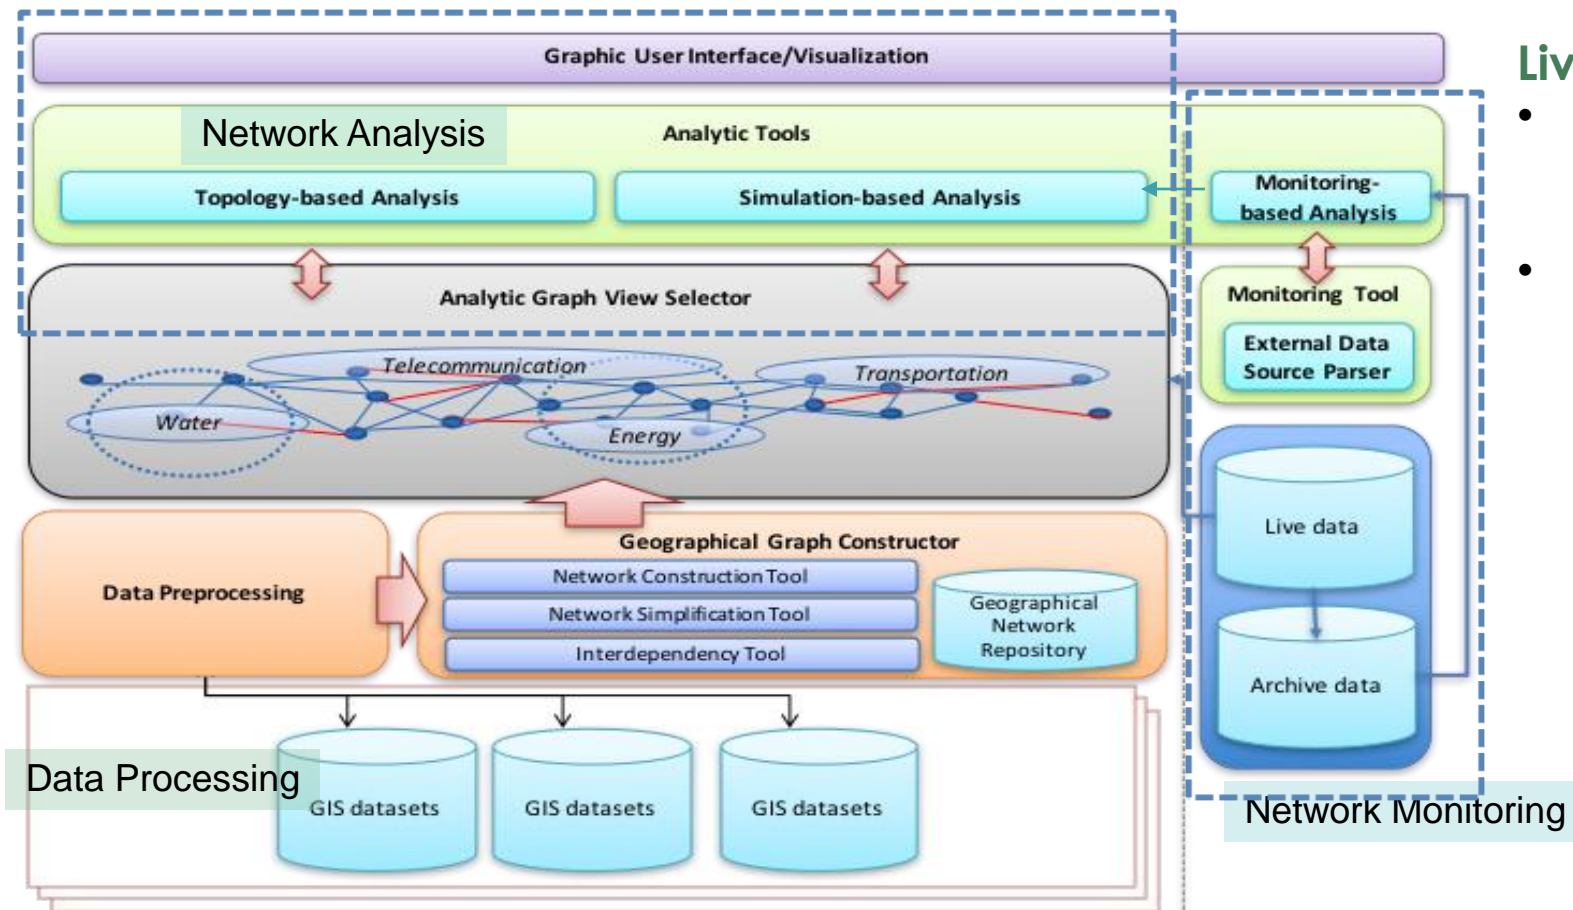 Graphic User Interface/Visualization
Liv
•
Network Analysis
Analytic Tools
Topology-based Analysis
Simulation-based Analysis
Monitoring-
based Analysis
•
Analytic Graph View Selector
Monitoring Tool
External Data
Source Parser
Telecommunication
Transportation
Water
Energy
Live data
Archive data
Data Preprocessing
Geographical Graph Constructor
Network Construction Tool
Network Simplification Tool
Interdependency Tool
Geographical
Network
Repository
Data Processing
GIS datasets
GIS datasets
GIS datasets
Network Monitoring